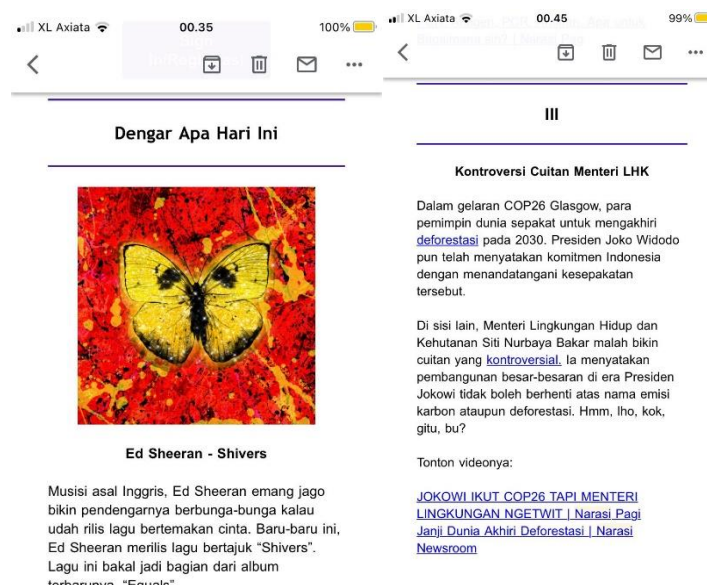 XL Axiata
00.35
100%
Dengar Apa Hari Ini
Ed Sheeran - Shivers
Musisi asal Inggris, Ed Sheeran emang jago
bikin pendengarnya berbunga-bunga kalau
udah rilis lagu bertemakan cinta. Baru-baru ini,
Ed Sheeran merilis lagu bertajuk “Shivers”.
Lagu ini bakal jadi bagian dari album
terbarunya, “Equals”
XL Axiata
00.45
99%
III
Kontroversi Cuitan Menteri LHK
Dalam gelaran COP26 Glasgow, para
pemimpin dunia sepakat untuk mengakhiri
deforestasi pada 2030. Presiden Joko Widodo
pun telah menyatakan komitmen Indonesia
dengan menandatangani kesepakatan
tersebut.
Di sisi lain, Menteri Lingkungan Hidup dan
Kehutanan Siti Nurbaya Bakar malah bikin
cuitan yang kontroversial. Ia menyatakan
pembangunan besar-besaran di era Presiden
Jokowi tidak boleh berhenti atas nama emisi
karbon ataupun deforestasi. Hmm, lho, kok,
gitu, bu?
Tonton videonya:
JOKOWI IKUT COP26 TAPI MENTERI
LINGKUNGAN NGETWIT | Narasi Pagi
Janji Dunia Akhiri Deforestasi | Narasi
Newsroom